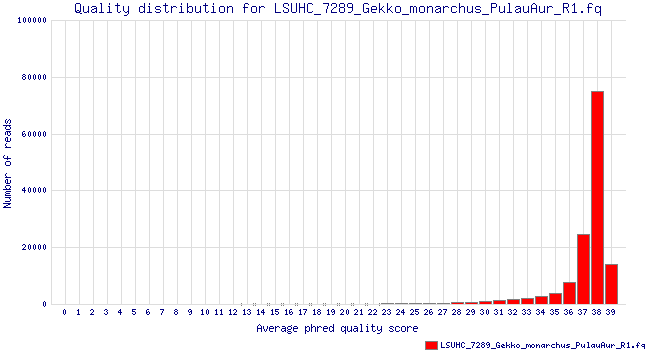 Quality distribution for LSUHC_7289_Gekko_monarchus_PulauAur_R1.fq
100000
80000
60000
40000
20000
0
Number of reads
0 1 2 3 4 5 6 7 8 9 10 11 12 13 14 15 16 17 18 19 20 21 22 23 24 25 26 27 28 29 30 31 32 33 34 35 36 37 38 39
Average phred quality score
LSUHC_7289_Gekko_monarchus_PulauAur_R1.fq